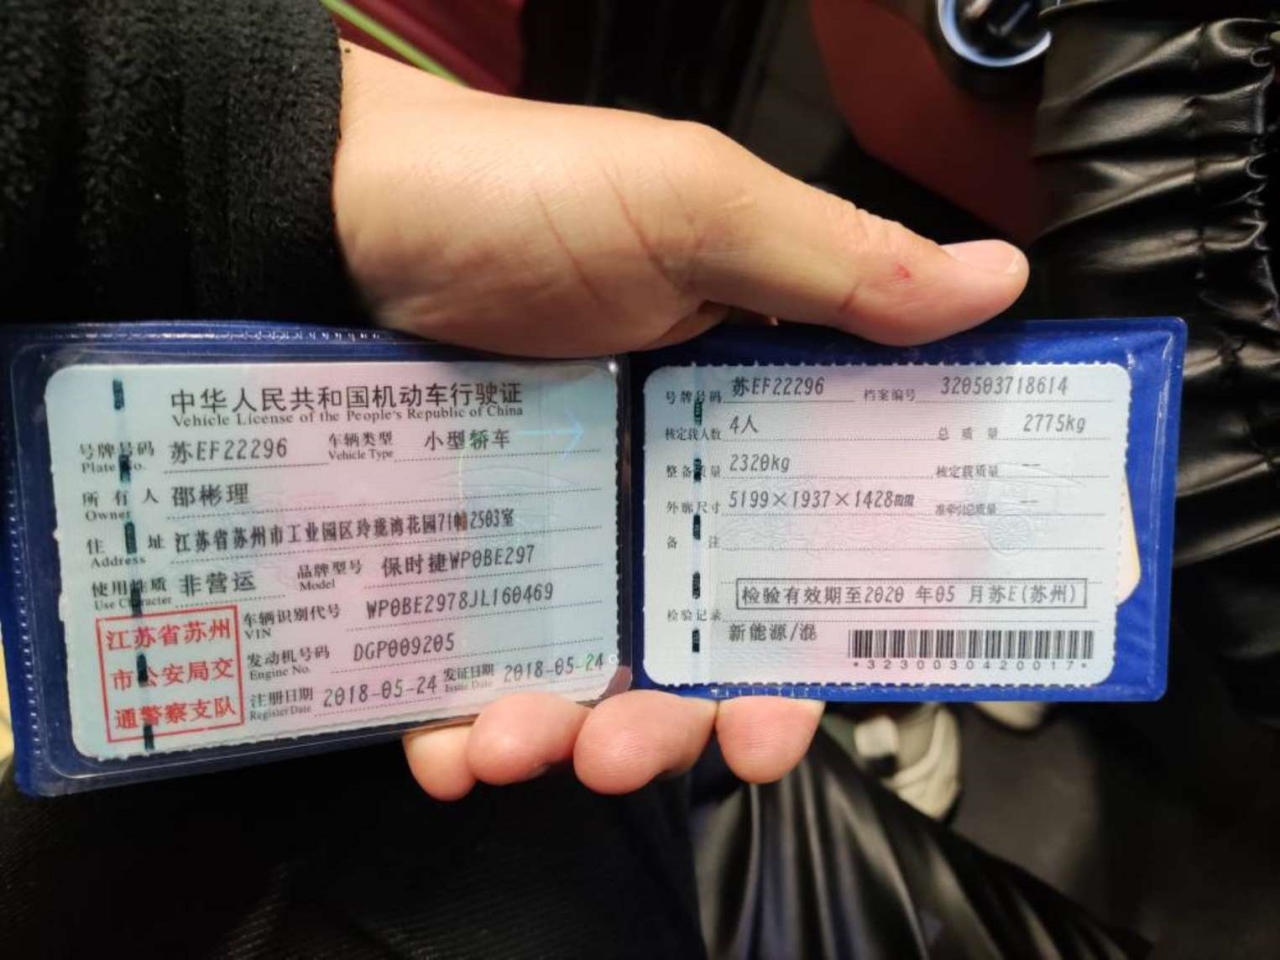 中华人民共和国机动车行驶证
Vehicle License of the People's Republic of China
号牌号码 苏EF22296 车辆类型 小型轿车
Plate No. Vehicle Type
所有人 邵彬理
Owner
住址 江苏省苏州市工业园区玲珑湾花园71幢2503室
Address
使用性质 非营运 品牌型号 保时捷WP0BE297
Use Character Model
江苏省苏州
市公安局交
通警察支队
车辆识别代号 WP0BE2978JL160469
VIN
发动机号码 DGP009205
Engine No.
注册日期 2018-05-24 发证日期 2018-05-24
Register Date Issue Date
号牌号码 苏EF22296 档案编号 320503718614
核定载人数 4人 总质量 2775kg
整备质量 2320kg 核定载质量 --
外廓尺寸 5199×1937×1428mm 准牵引总质量 --
备注
检验有效期至2020 年05 月苏E(苏州)
检验记录
新能源/混
*3230030420017*